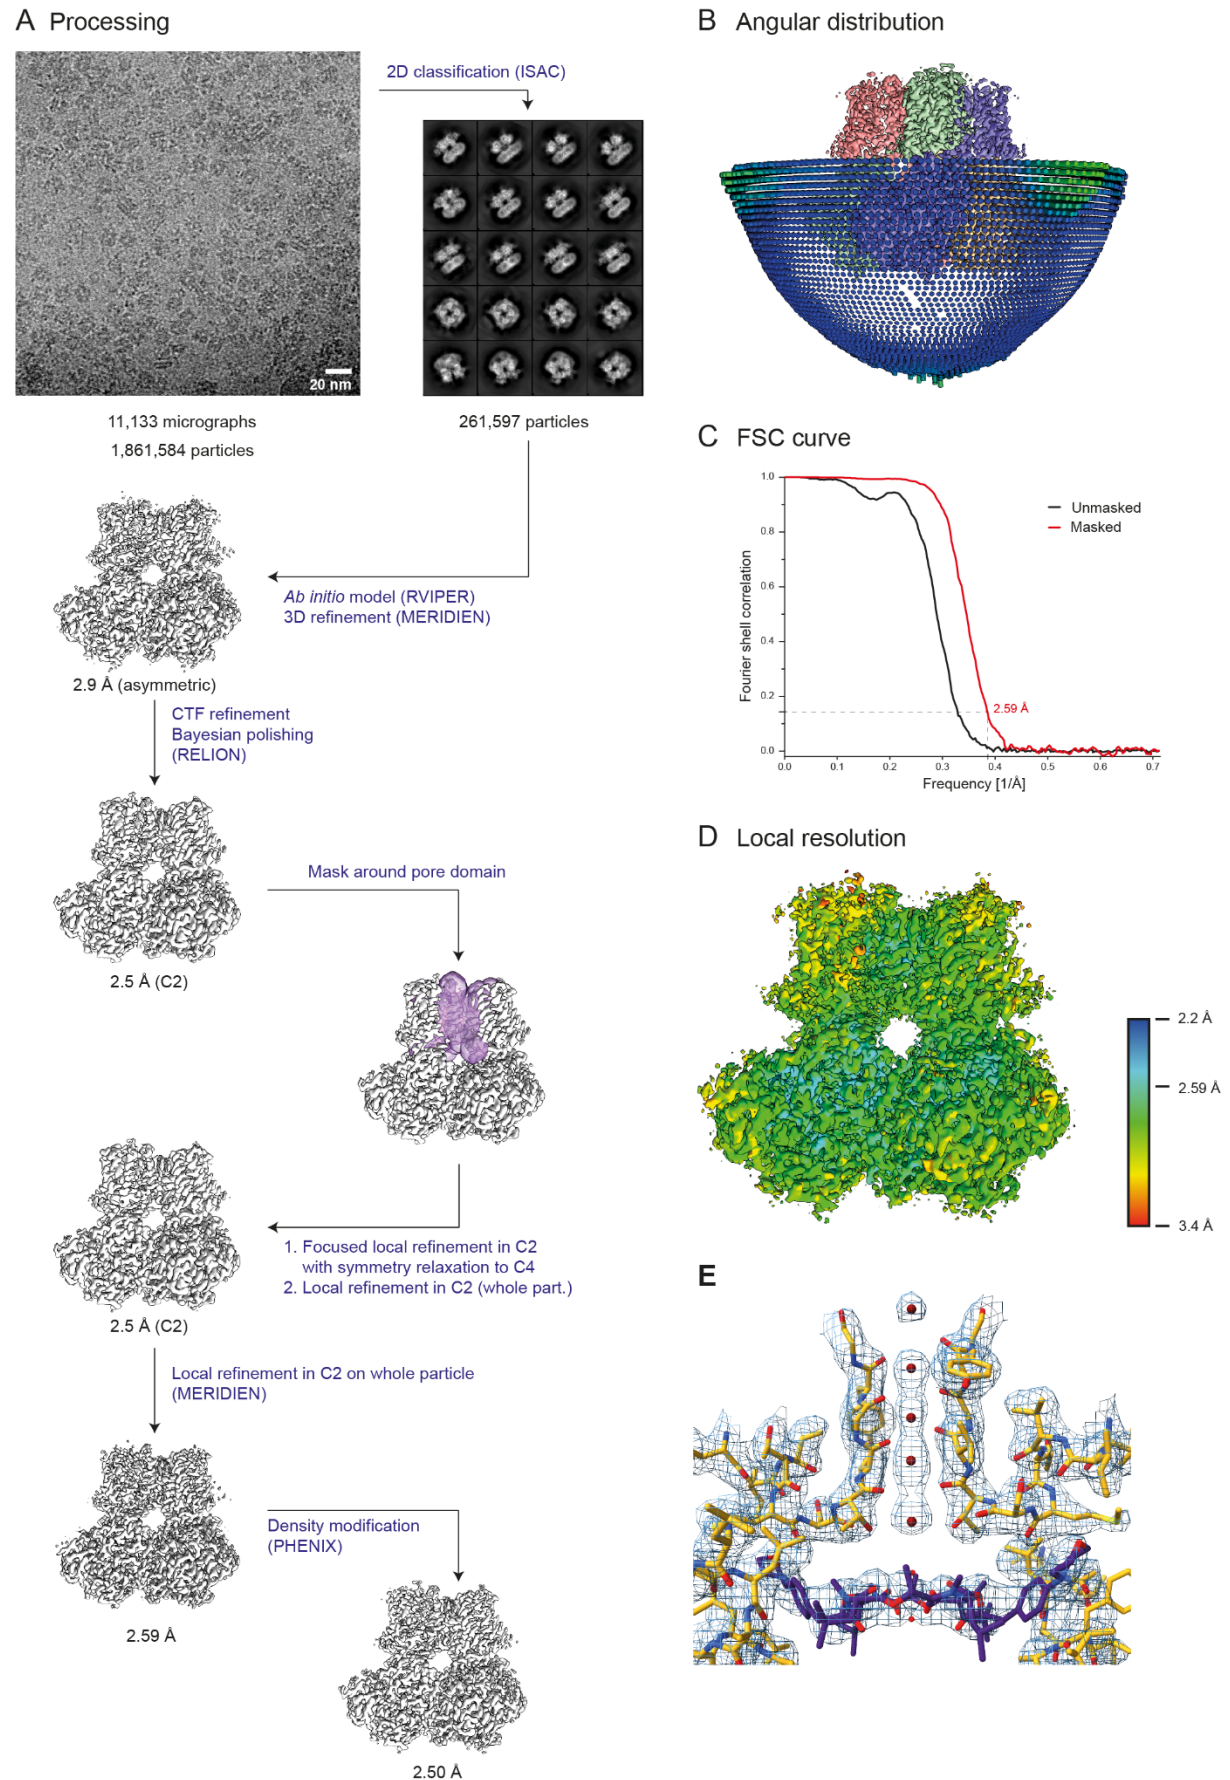 A Processing
2D classification (ISAC)
20 nm
11,133 micrographs
1,861,584 particles
261,597 particles
Ab initio model (RVIPER)
3D refinement (MERIDIEN)
2.9 Å (asymmetric)
CTF refinement
Bayesian polishing
(RELION)
2.5 Å (C2)
Mask around pore domain
1. Focused local refinement in C2
with symmetry relaxation to C4
2. Local refinement in C2 (whole part.)
2.5 Å (C2)
Local refinement in C2 on whole particle
(MERIDIEN)
2.59 Å
Density modification
(PHENIX)
2.50 Å
B Angular distribution
C FSC curve
1.0
0.8
0.6
0.4
0.2
0.0
Fourier shell correlation
Unmasked
Masked
2.59 Å
0.0 0.1 0.2 0.3 0.4 0.5 0.6 0.7
Frequency [1/Å]
D Local resolution
2.2 Å
2.59 Å
3.4 Å
E